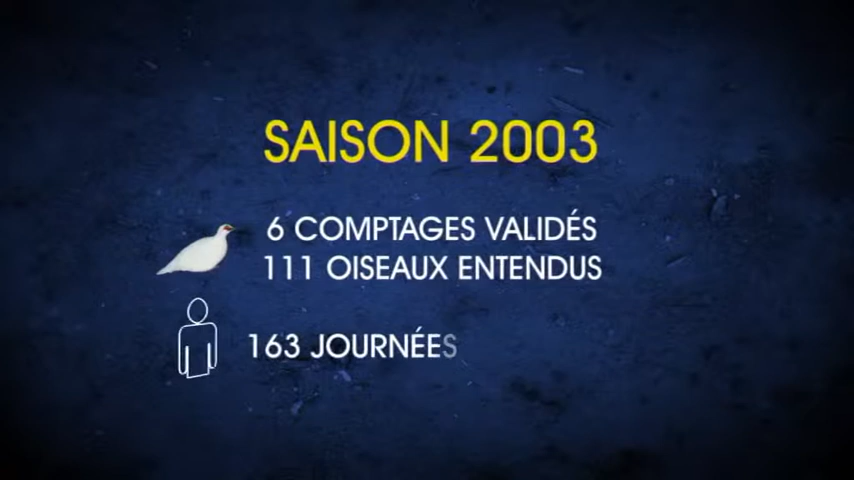 SAISON 2003
6 COMPTAGES VALIDÉS
111 OISEAUX ENTENDUS
163 JOURNÉES